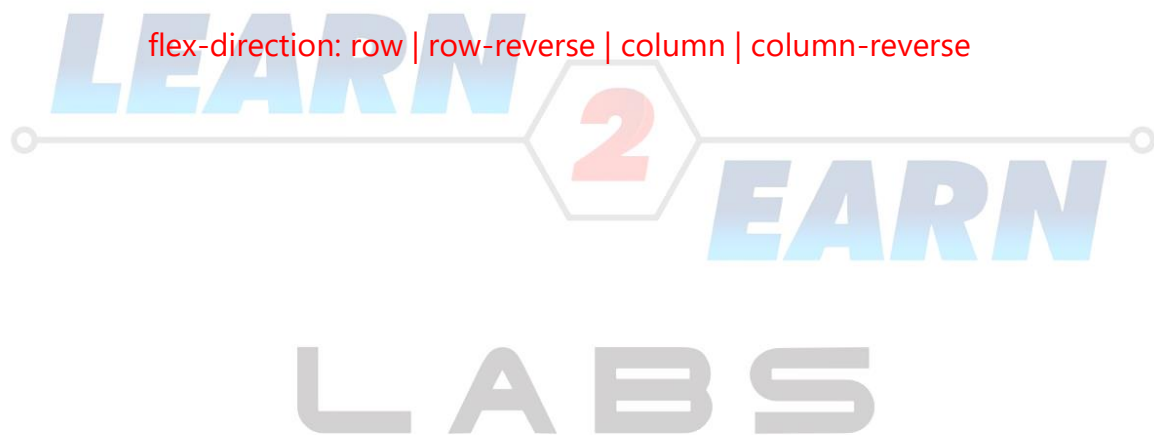 flex-direction: row | row-reverse | column | column-reverse
LEARN
2
EARN
LABS